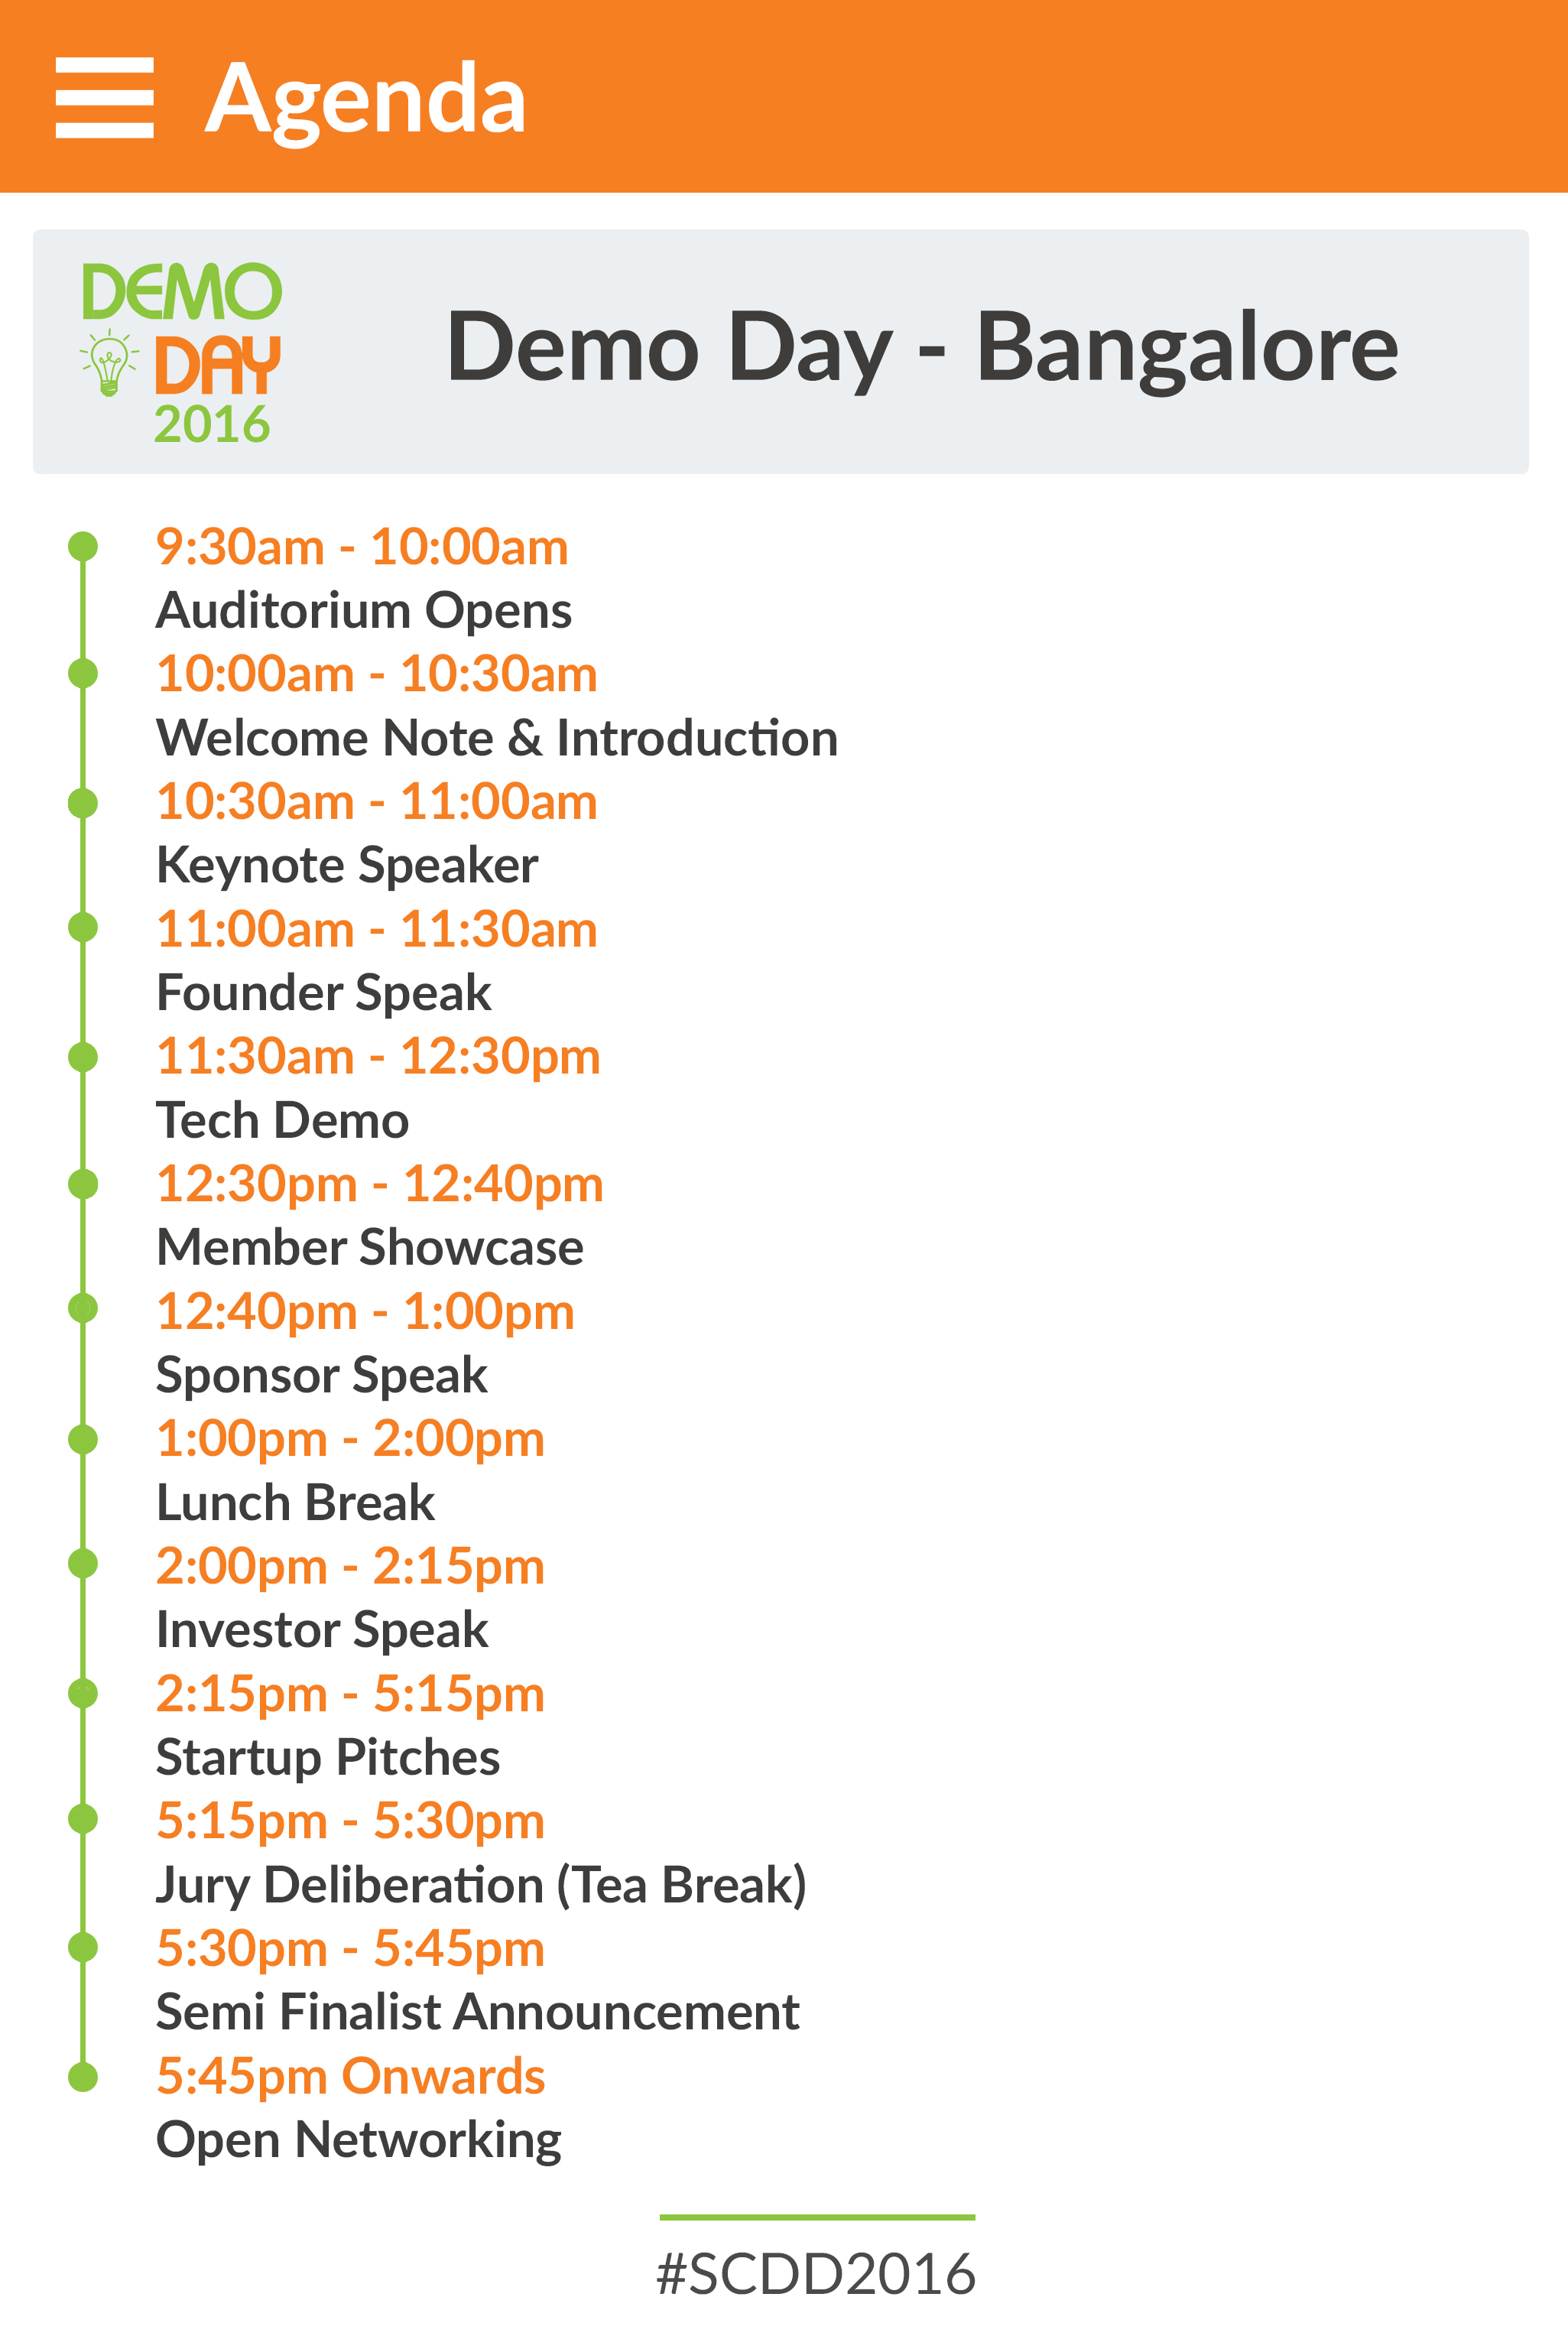 Agenda
DEMO
DAY
2016
Demo Day - Bangalore
9:30am - 10:00am
Auditorium Opens
10:00am - 10:30am
Welcome Note & Introduction
10:30am - 11:00am
Keynote Speaker
11:00am - 11:30am
Founder Speak
11:30am - 12:30pm
Tech Demo
12:30pm - 12:40pm
Member Showcase
12:40pm - 1:00pm
Sponsor Speak
1:00pm - 2:00pm
Lunch Break
2:00pm - 2:15pm
Investor Speak
2:15pm - 5:15pm
Startup Pitches
5:15pm - 5:30pm
Jury Deliberation (Tea Break)
5:30pm - 5:45pm
Semi Finalist Announcement
5:45pm Onwards
Open Networking
#SCDD2016